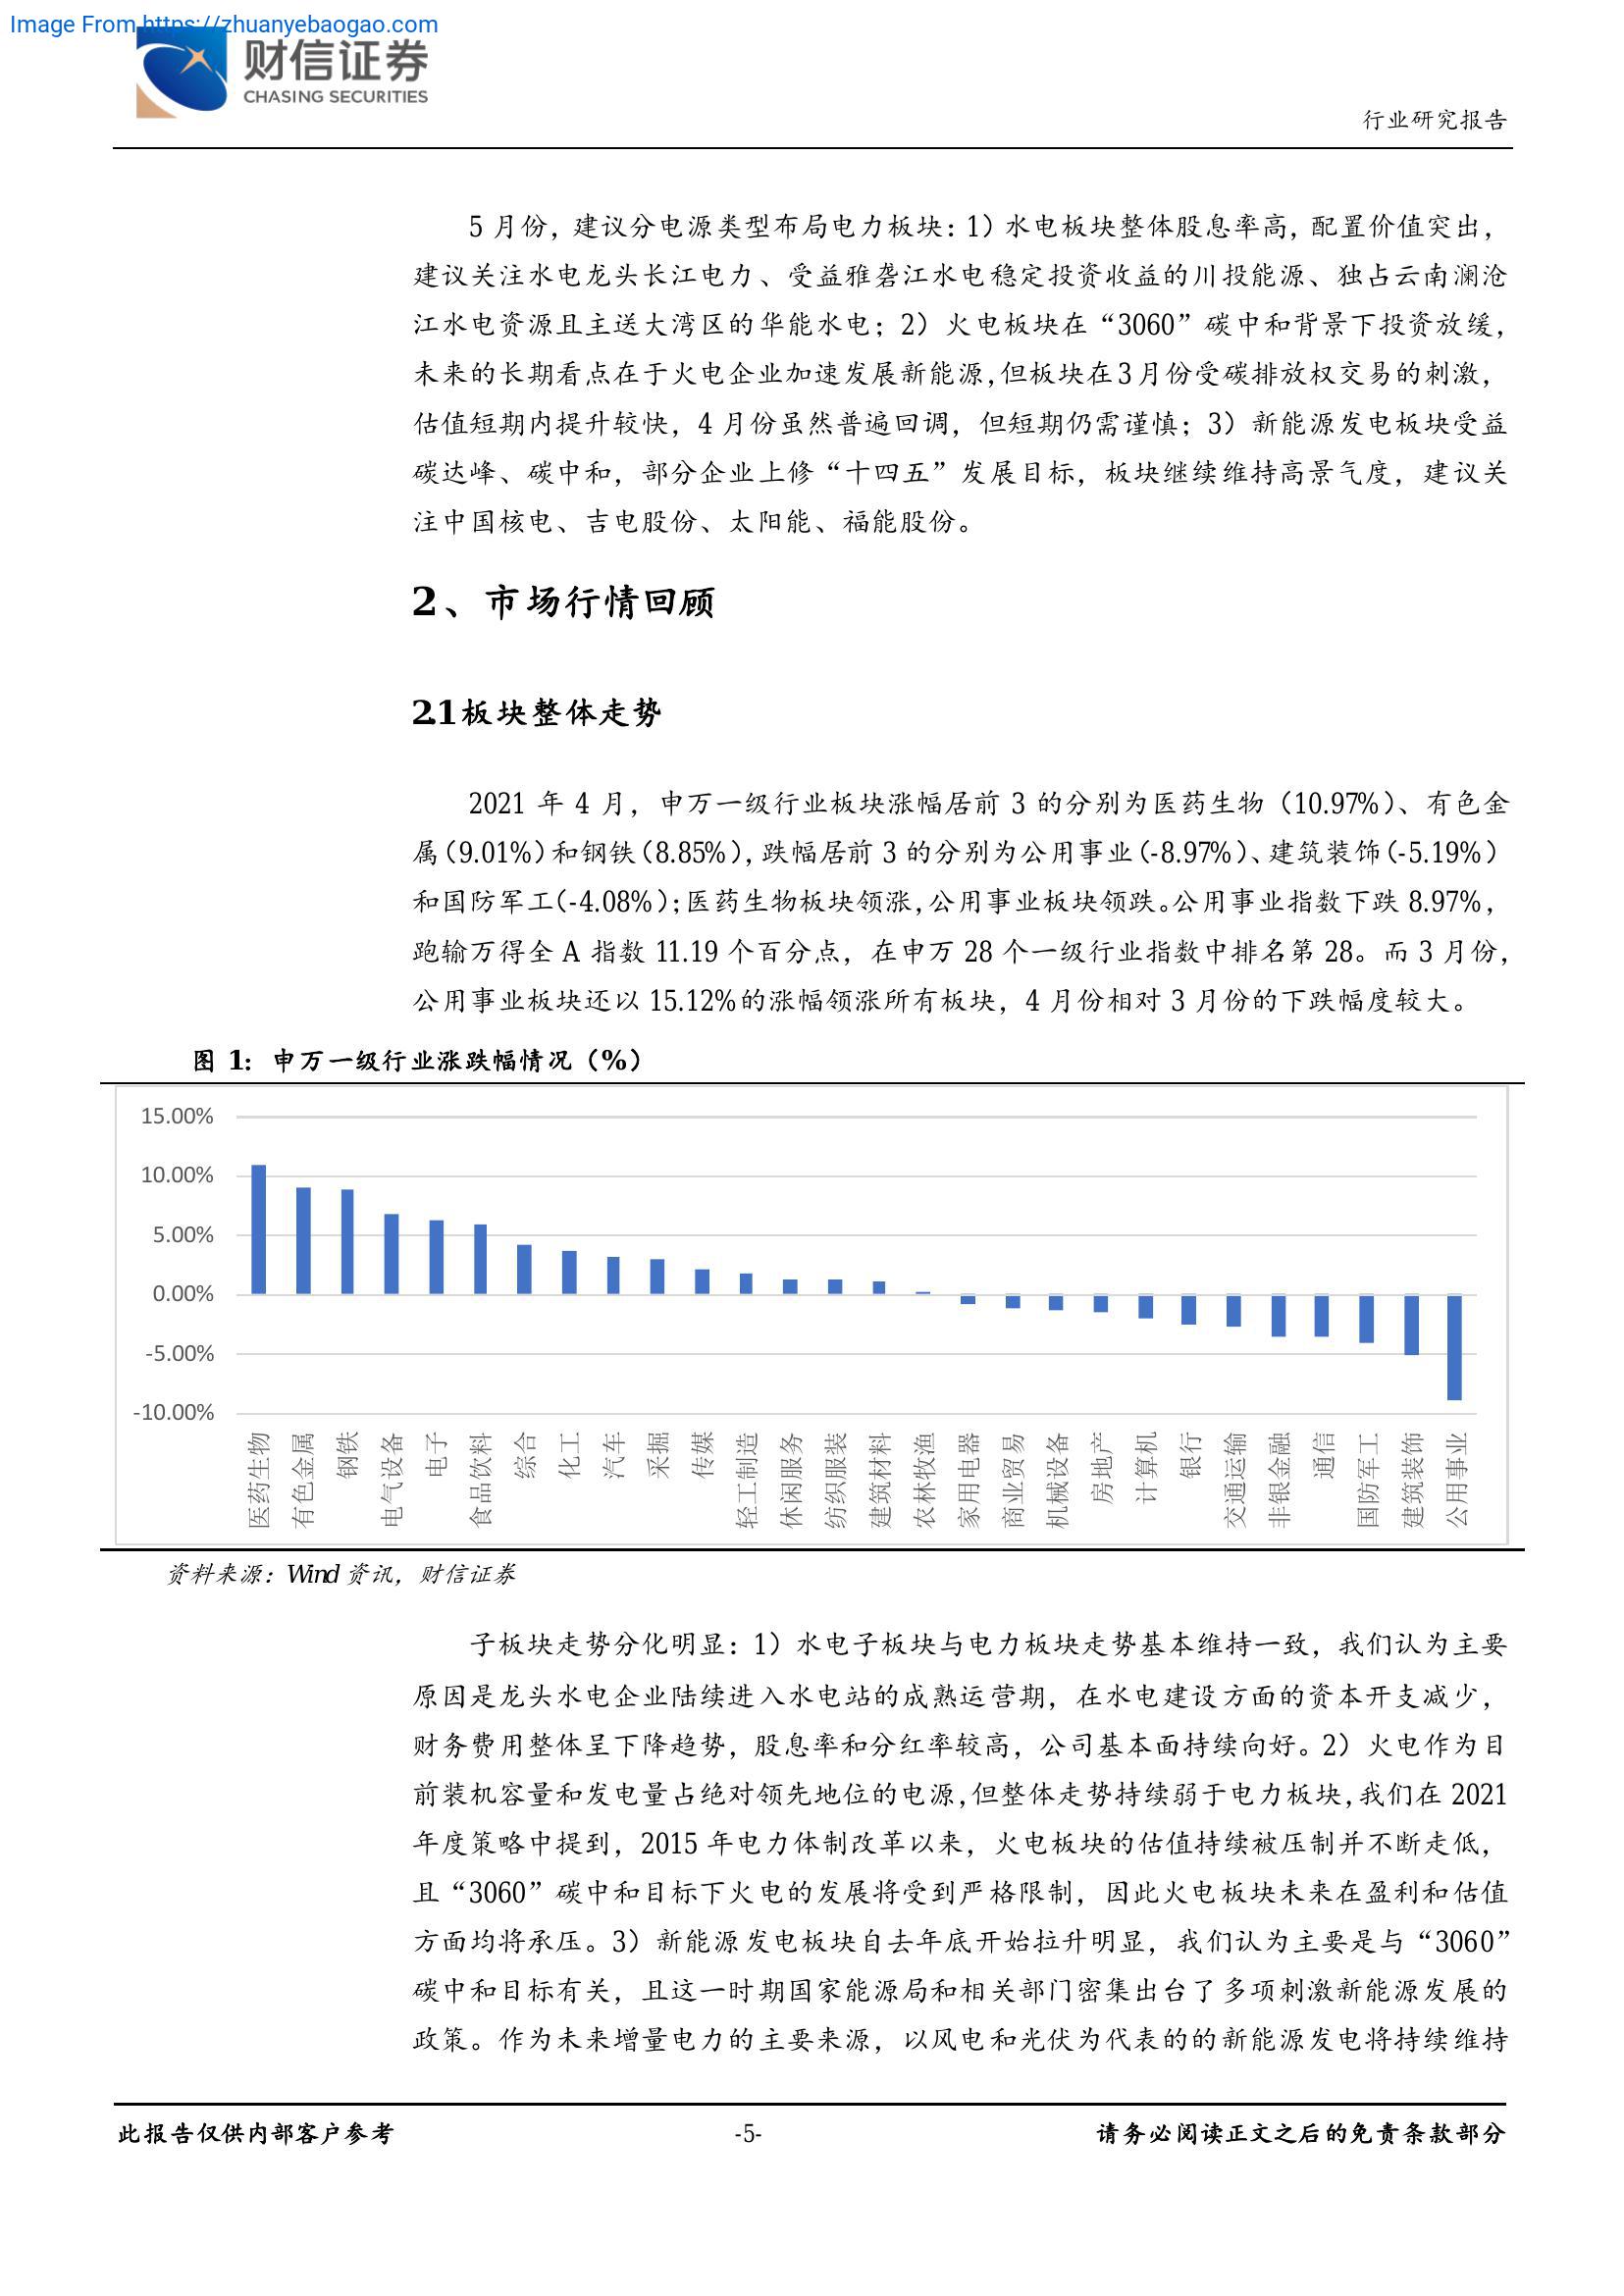 Image From https://zhuanyebaogao.com
财信证券
CHASING SECURITIES
行业研究报告
5 月份，建议分电源类型布局电力板块：1）水电板块整体股息率高，配置价值突出，
建议关注水电龙头长江电力、受益雅砻江水电稳定投资收益的川投能源、独占云南澜沧
江水电资源且主送大湾区的华能水电；2）火电板块在“3060”碳中和背景下投资放缓，
未来的长期看点在于火电企业加速发展新能源，但板块在 3 月份受碳排放权交易的刺激，
估值短期内提升较快，4 月份虽然普遍回调，但短期仍需谨慎；3）新能源发电板块受益
碳达峰、碳中和，部分企业上修“十四五”发展目标，板块继续维持高景气度，建议关
注中国核电、吉电股份、太阳能、福能股份。
2、市场行情回顾
2.1 板块整体走势
2021 年 4 月，申万一级行业板块涨幅居前 3 的分别为医药生物（10.97%）、有色金
属（9.01%）和钢铁（8.85%），跌幅居前 3 的分别为公用事业（-8.97%）、建筑装饰（-5.19%）
和国防军工（-4.08%）；医药生物板块领涨，公用事业板块领跌。公用事业指数下跌 8.97%，
跑输万得全 A 指数 11.19 个百分点，在申万 28 个一级行业指数中排名第 28。而 3 月份，
公用事业板块还以 15.12%的涨幅领涨所有板块，4 月份相对 3 月份的下跌幅度较大。
图 1：申万一级行业涨跌幅情况（%）
15.00%
10.00%
5.00%
0.00%
-5.00%
-10.00%
医药生物
有色金属
钢铁
电气设备
电子
食品饮料
综合
化工
汽车
采掘
传媒
轻工制造
休闲服务
纺织服装
建筑材料
农林牧渔
家用电器
商业贸易
机械设备
房地产
计算机
银行
交通运输
非银金融
通信
国防军工
建筑装饰
公用事业
资料来源：Wind 资讯，财信证券
子板块走势分化明显：1）水电子板块与电力板块走势基本维持一致，我们认为主要
原因是龙头水电企业陆续进入水电站的成熟运营期，在水电建设方面的资本开支减少，
财务费用整体呈下降趋势，股息率和分红率较高，公司基本面持续向好。2）火电作为目
前装机容量和发电量占绝对领先地位的电源，但整体走势持续弱于电力板块，我们在 2021
年度策略中提到，2015 年电力体制改革以来，火电板块的估值持续被压制并不断走低，
且“3060”碳中和目标下火电的发展将受到严格限制，因此火电板块未来在盈利和估值
方面均将承压。3）新能源发电板块自去年底开始拉升明显，我们认为主要是与“3060”
碳中和目标有关，且这一时期国家能源局和相关部门密集出台了多项刺激新能源发展的
政策。作为未来增量电力的主要来源，以风电和光伏为代表的的新能源发电将持续维持
此报告仅供内部客户参考
-5-
请务必阅读正文之后的免责条款部分